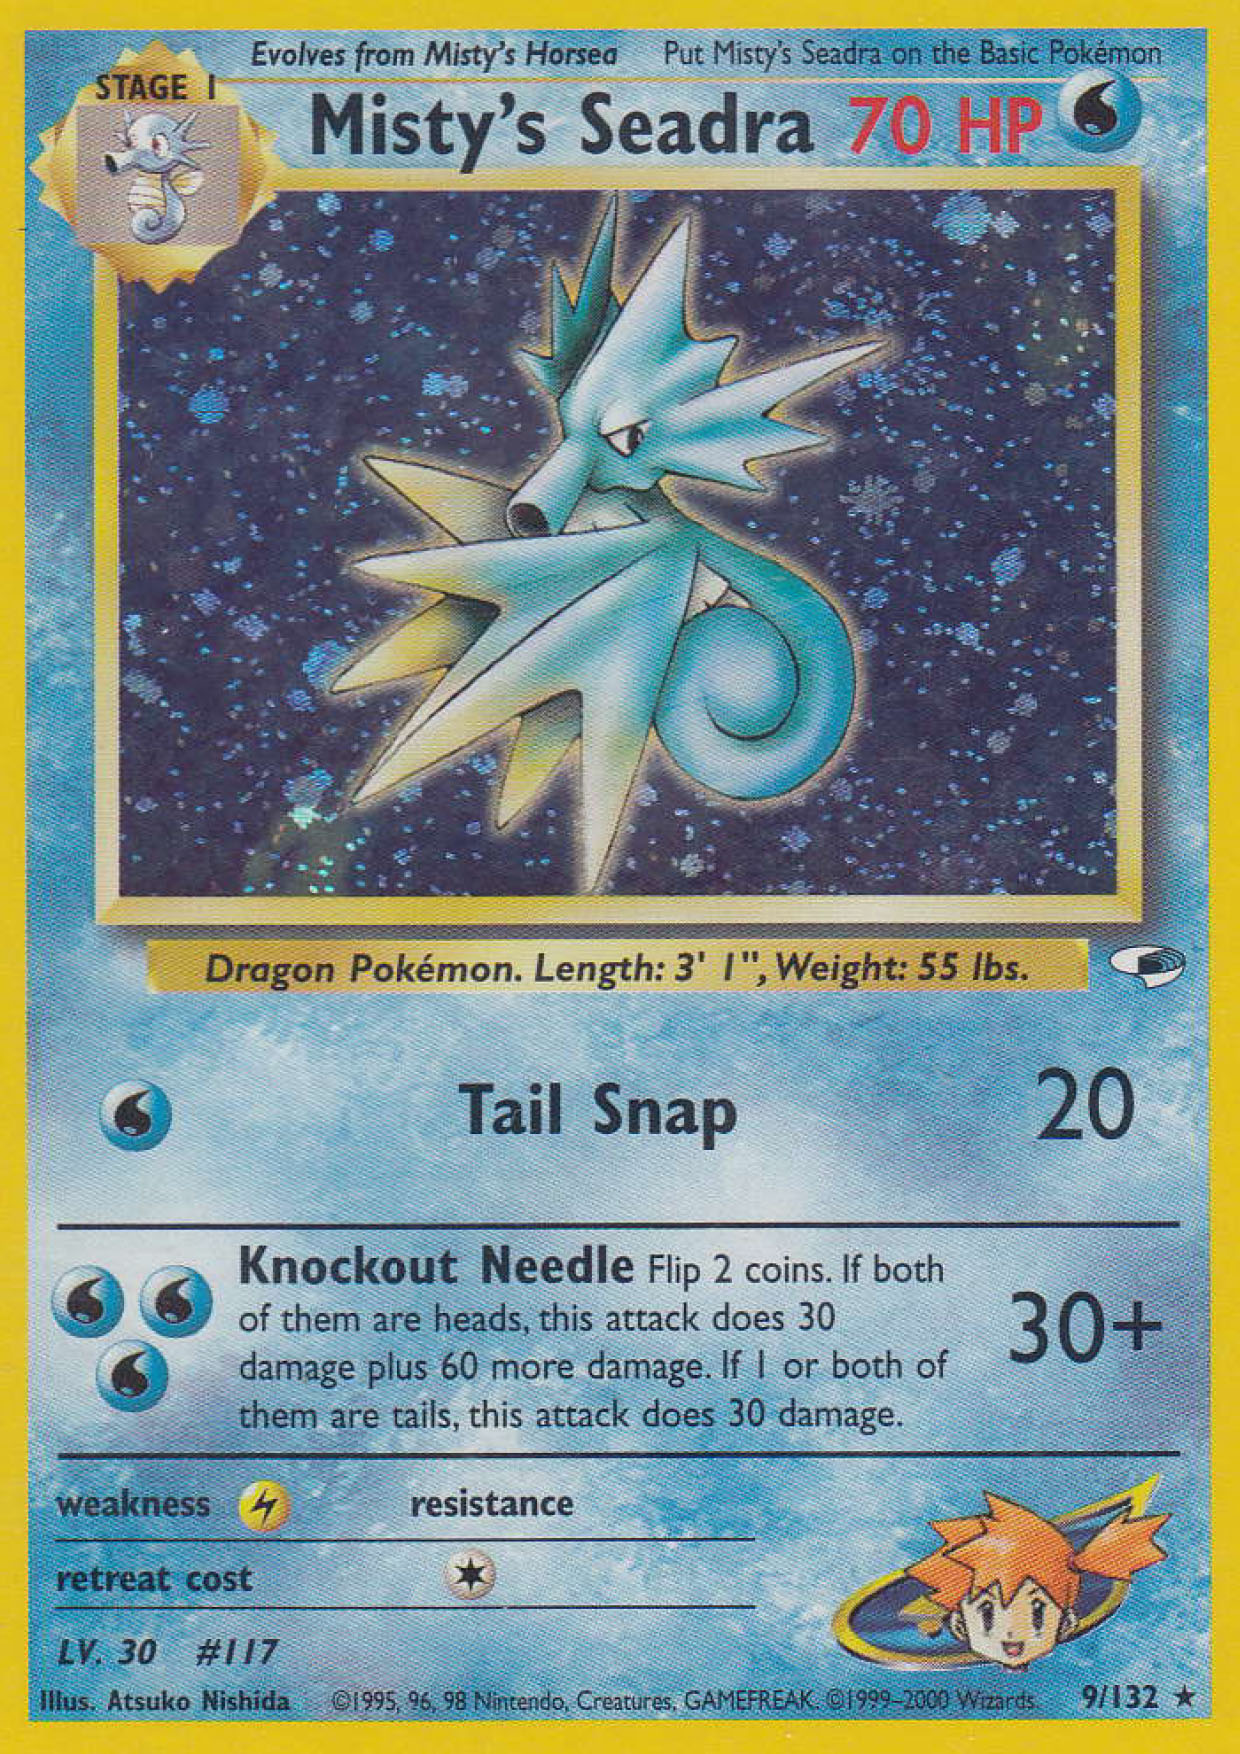 Evolves from Misty's Horsea Put Misty's Seadra on the Basic Pokémon
STAGE 1
Misty's Seadra 70 HP
Dragon Pokémon. Length: 3' 1", Weight: 55 lbs.
Tail Snap 20
Knockout Needle Flip 2 coins. If both
of them are heads, this attack does 30
damage plus 60 more damage. If 1 or both of
them are tails, this attack does 30 damage.
30+
weakness resistance
retreat cost
LV. 30 #117
Illus. Atsuko Nishida ©1995, 96, 98 Nintendo, Creatures, GAMEFREAK. ©1999–2000 Wizards. 9/132 ★